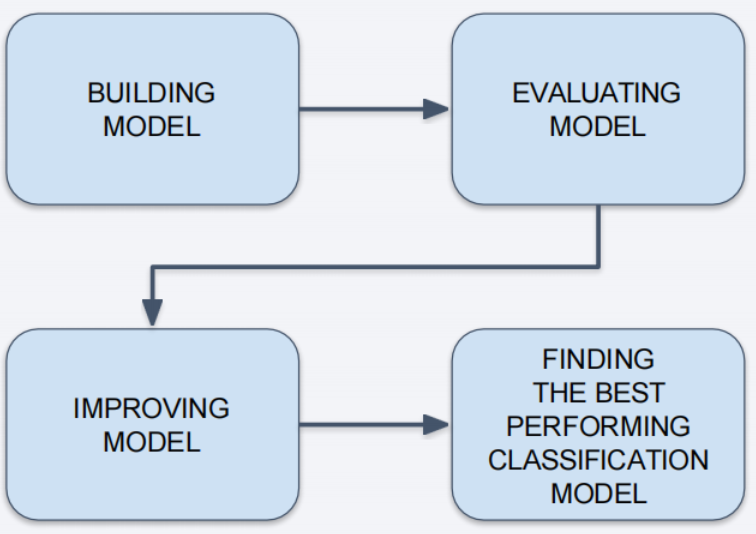 BUILDING
MODEL
EVALUATING
MODEL
IMPROVING
MODEL
FINDING
THE BEST
PERFORMING
CLASSIFICATION
MODEL